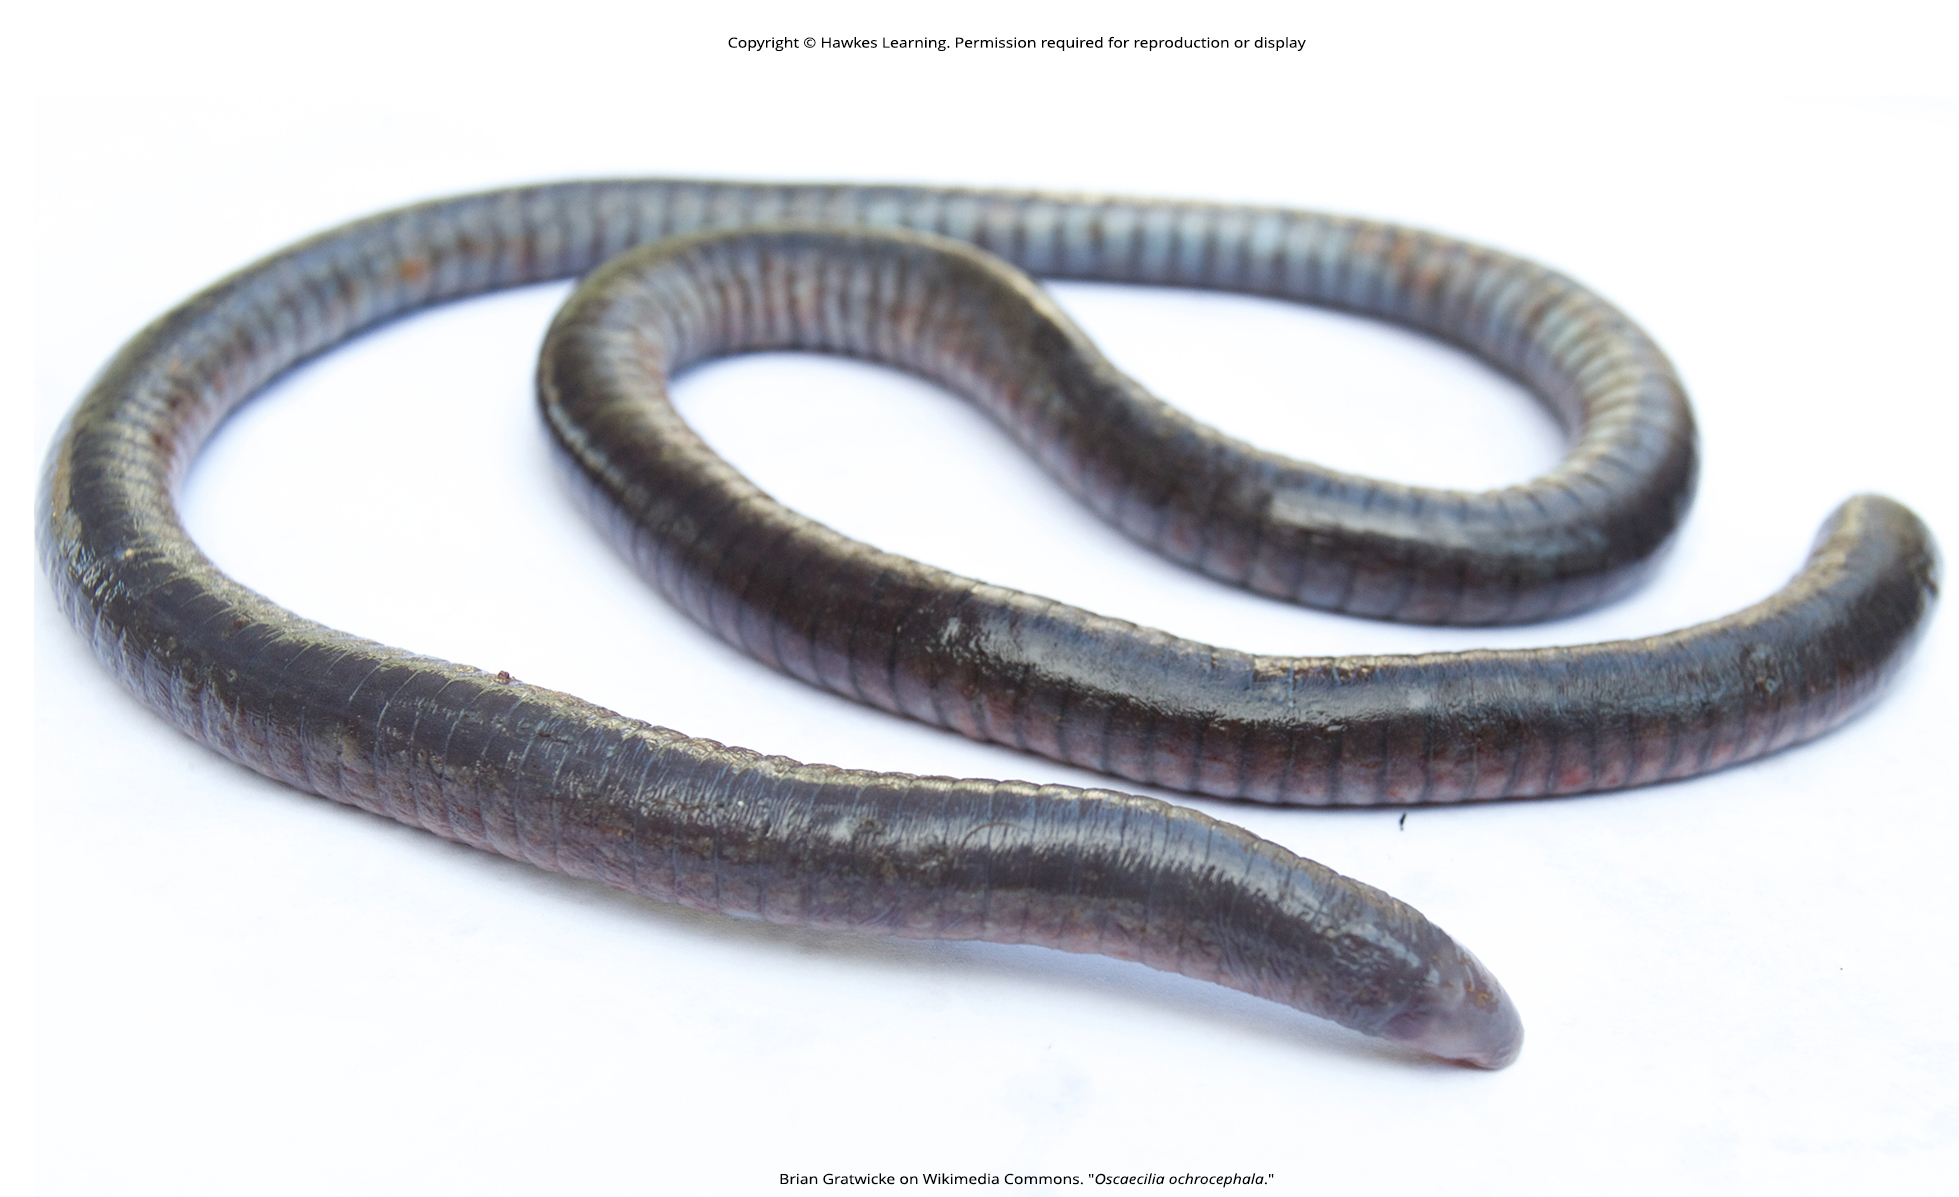 Copyright © Hawkes Learning. Permission required for reproduction or display
Brian Gratwicke on Wikimedia Commons. "Oscaecilia ochrocephala."